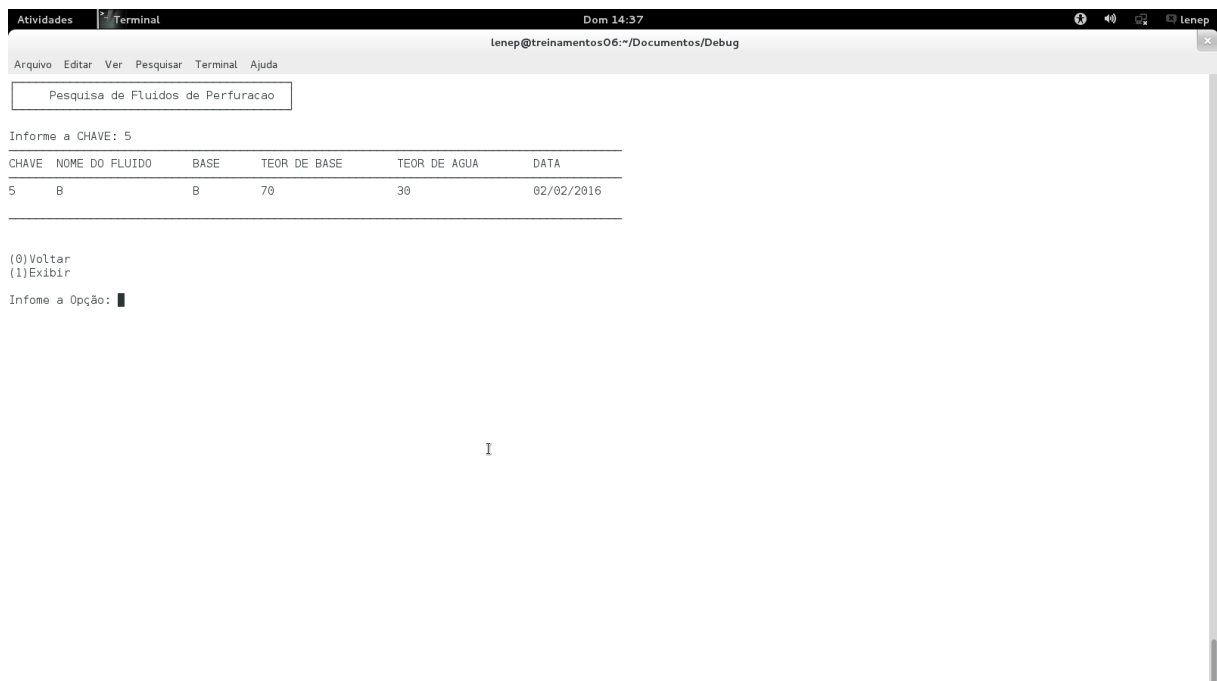 Atividades Terminal Dom 14:37 lenep
lenep@treinamentos06:~/Documentos/Debug
Arquivo Editar Ver Pesquisar Terminal Ajuda
Pesquisa de Fluidos de Perfuracao
Informe a CHAVE: 5
CHAVE NOME DO FLUIDO BASE TEOR DE BASE TEOR DE AGUA DATA
5 B B 70 30 02/02/2016
(0)Voltar
(1)Exibir
Infome a Opção: